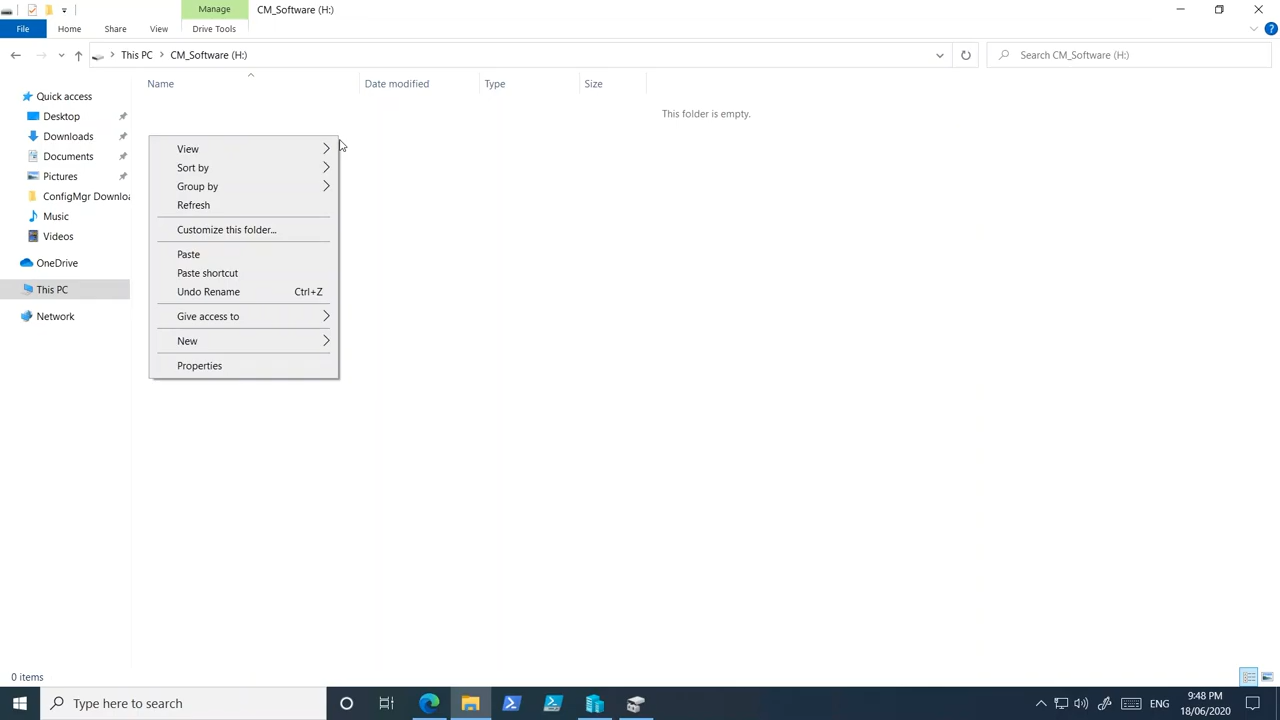 Manage
CM_Software (H:)
File
Home
Share
View
Drive Tools
This PC
CM_Software (H:)
Search CM_Software (H:)
Name
Date modified
Type
Size
This folder is empty.
Quick access
Desktop
Downloads
Documents
Pictures
ConfigMgr Downloa
Music
Videos
OneDrive
This PC
Network
View
Sort by
Group by
Refresh
Customize this folder...
Paste
Paste shortcut
Undo Rename Ctrl+Z
Give access to
New
Properties
0 items
Type here to search
ENG
9:48 PM
18/06/2020